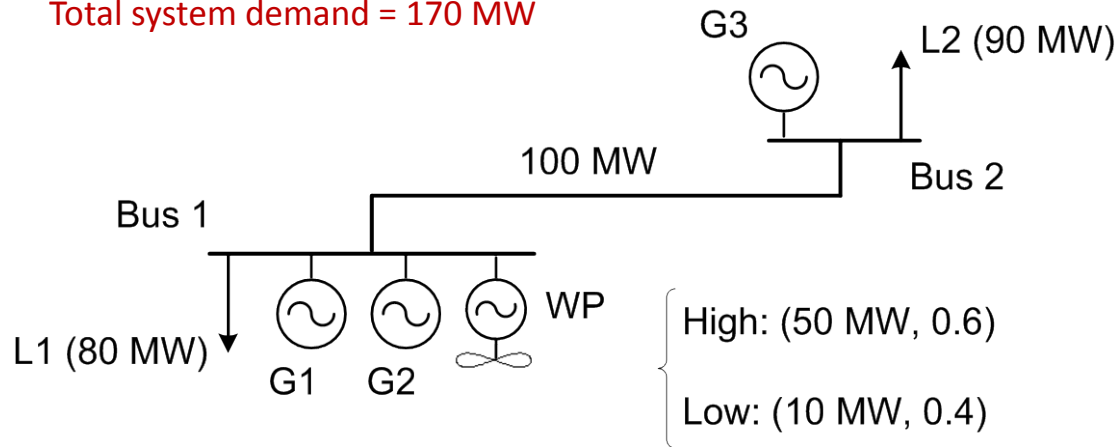 Total system demand = 170 MW
G3
L2 (90 MW)
100 MW
Bus 2
Bus 1
WP
High: (50 MW, 0.6)
L1 (80 MW)
G1
G2
Low: (10 MW, 0.4)